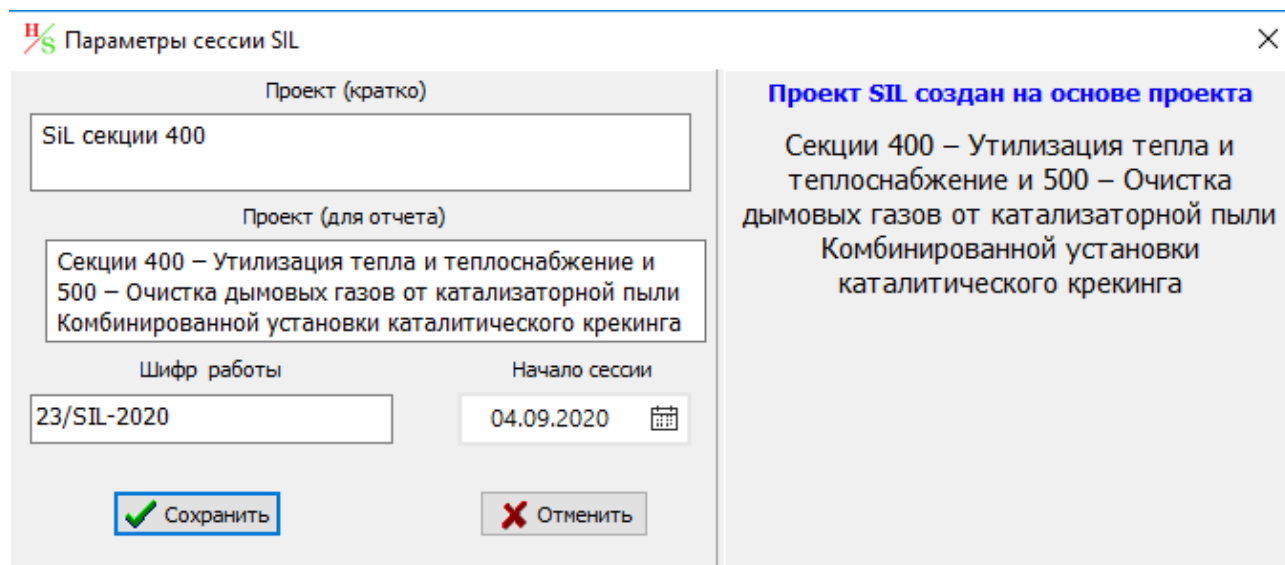 H/S Параметры сессии SIL
Проект (кратко)
SiL секции 400
Проект (для отчета)
Секции 400 – Утилизация тепла и теплоснабжение и
500 – Очистка дымовых газов от катализаторной пыли
Комбинированной установки каталитического крекинга
Шифр работы
Начало сессии
23/SIL-2020
04.09.2020
Сохранить
Отменить
Проект SIL создан на основе проекта
Секции 400 – Утилизация тепла и
теплоснабжение и 500 – Очистка
дымовых газов от катализаторной пыли
Комбинированной установки
каталитического крекинга